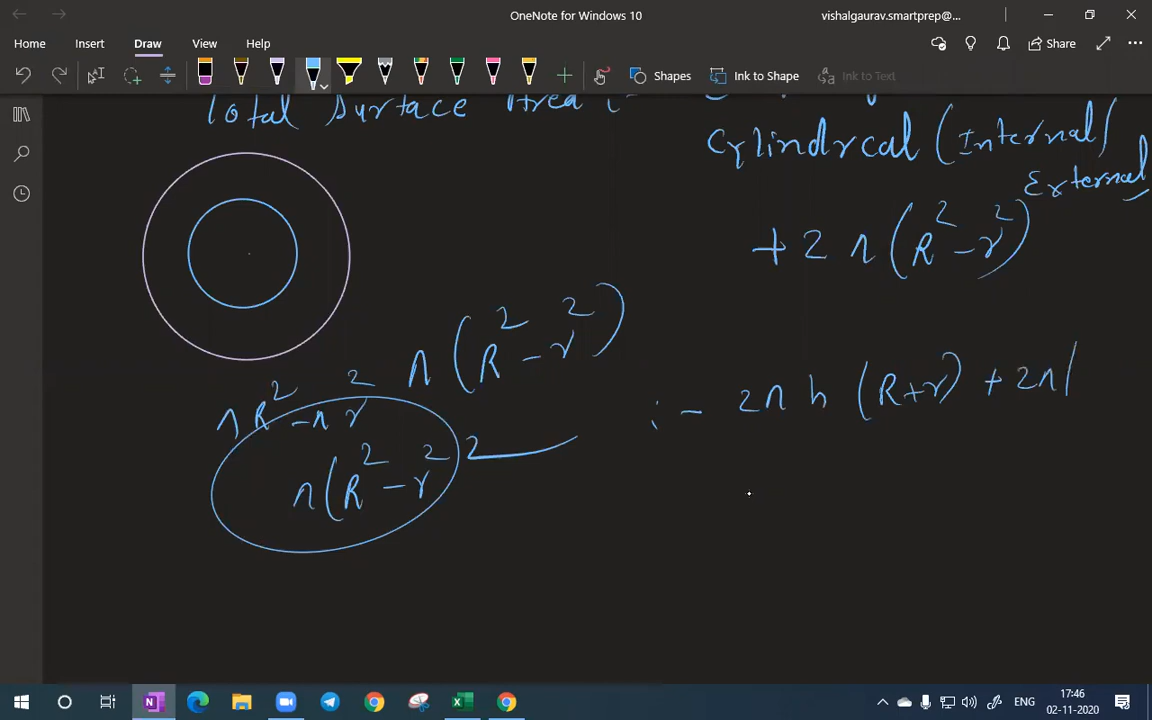 OneNote for Windows 10
vishalgaurav.smartprep@...
Home Insert Draw View Help
Share
Shapes Ink to Shape Ink to Text
Total Surface Area :-
Cylindrcal (Internal/
External
+ 2 π (R² - r²)
π (R² - r²)
πR² - πr²
:- 2πh (R+r) + 2π(
π(R² - r²) 2
ENG
17:46
02-11-2020